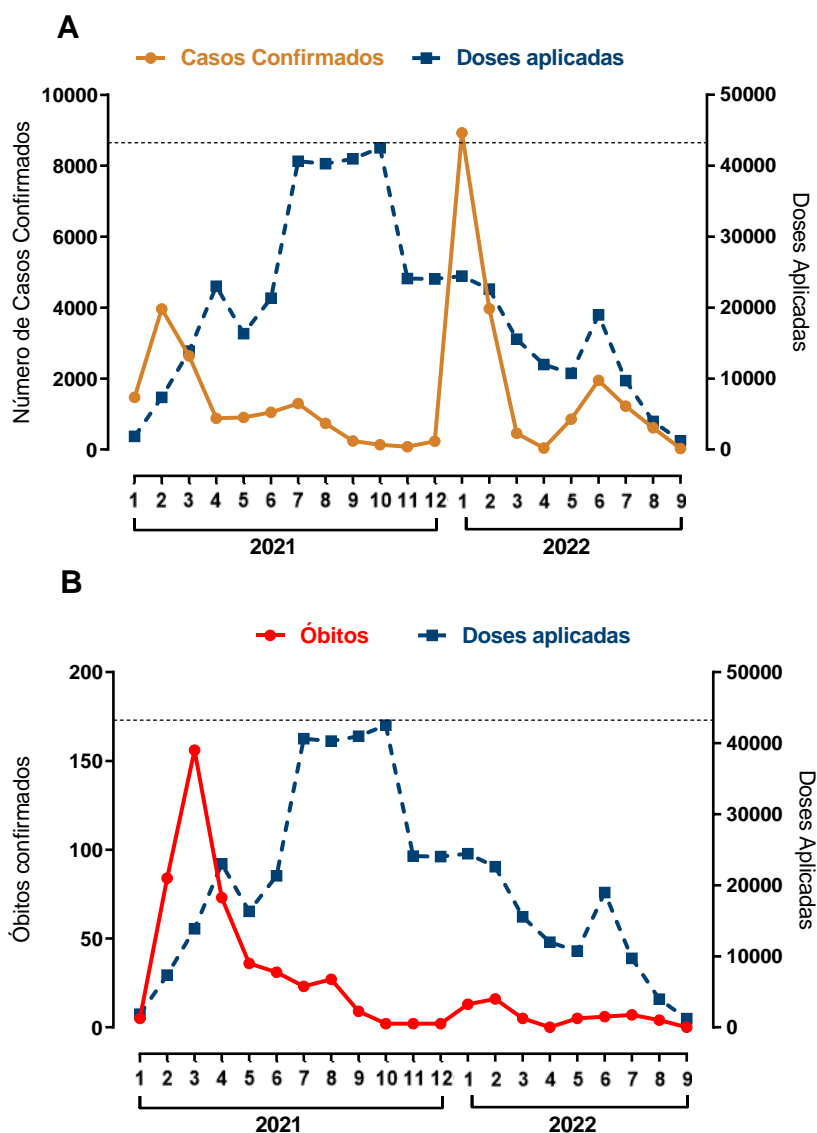 A
Casos Confirmados Doses aplicadas
Número de Casos Confirmados
10000
8000
6000
4000
2000
0
50000
40000
30000
20000
10000
0
Doses Aplicadas
1 2 3 4 5 6 7 8 9 10 11 12 1 2 3 4 5 6 7 8 9
2021 2022
B
Óbitos Doses aplicadas
Óbitos confirmados
200
150
100
50
0
50000
40000
30000
20000
10000
0
Doses Aplicadas
1 2 3 4 5 6 7 8 9 10 11 12 1 2 3 4 5 6 7 8 9
2021 2022